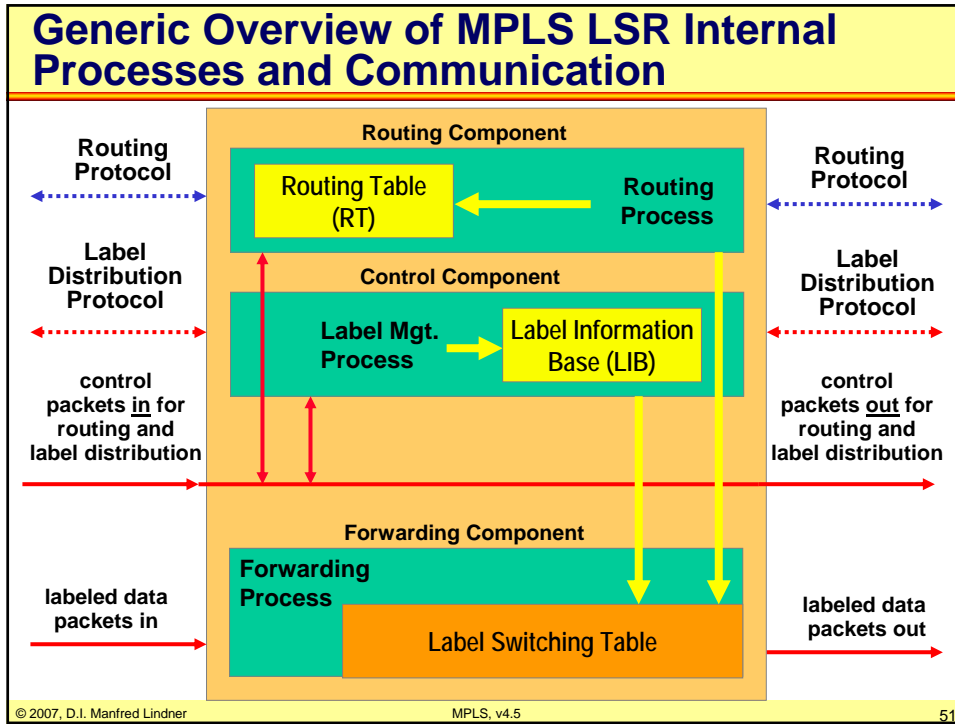 Generic Overview of MPLS LSR Internal
Processes and Communication
Routing Component
Routing
Protocol
Routing Table
(RT)
Routing
Process
Routing
Protocol
Label
Distribution
Protocol
Control Component
Label Mgt.
Process
Label Information
Base (LIB)
Label
Distribution
Protocol
control
packets in for
routing and
label distribution
control
packets out for
routing and
label distribution
Forwarding Component
Forwarding
Process
labeled data
packets in
Label Switching Table
labeled data
packets out
© 2007, D.I. Manfred Lindner
MPLS, v4.5
51